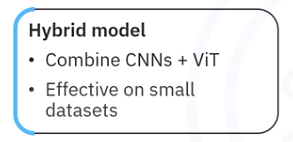 Hybrid model
• Combine CNNs + ViT
• Effective on small
datasets